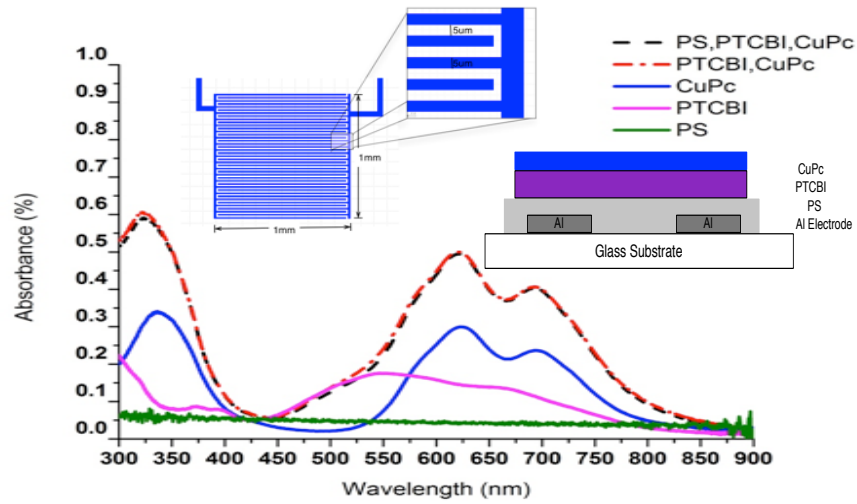 5um
5um
1mm
1mm
PS,PTCBI,CuPc
PTCBI,CuPc
CuPc
PTCBI
PS
CuPc
PTCBI
PS
Al Electrode
Al
Al
Glass Substrate
Absorbance (%)
1.0
0.9
0.8
0.7
0.6
0.5
0.4
0.3
0.2
0.1
0.0
300 350 400 450 500 550 600 650 700 750 800 850 900
Wavelength (nm)